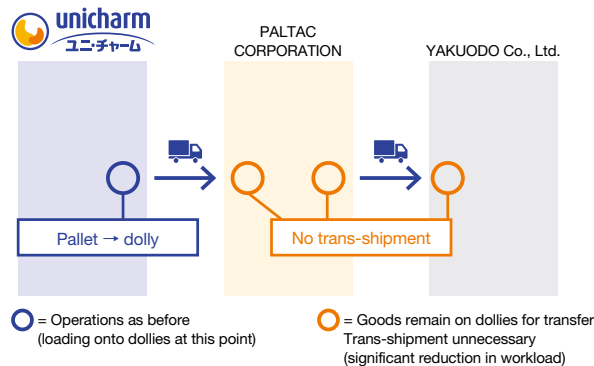 unicharm
ユニ・チャーム
PALTAC
CORPORATION
YAKUODO Co., Ltd.
Pallet → dolly
No trans-shipment
= Operations as before
(loading onto dollies at this point)
= Goods remain on dollies for transfer
Trans-shipment unnecessary
(significant reduction in workload)